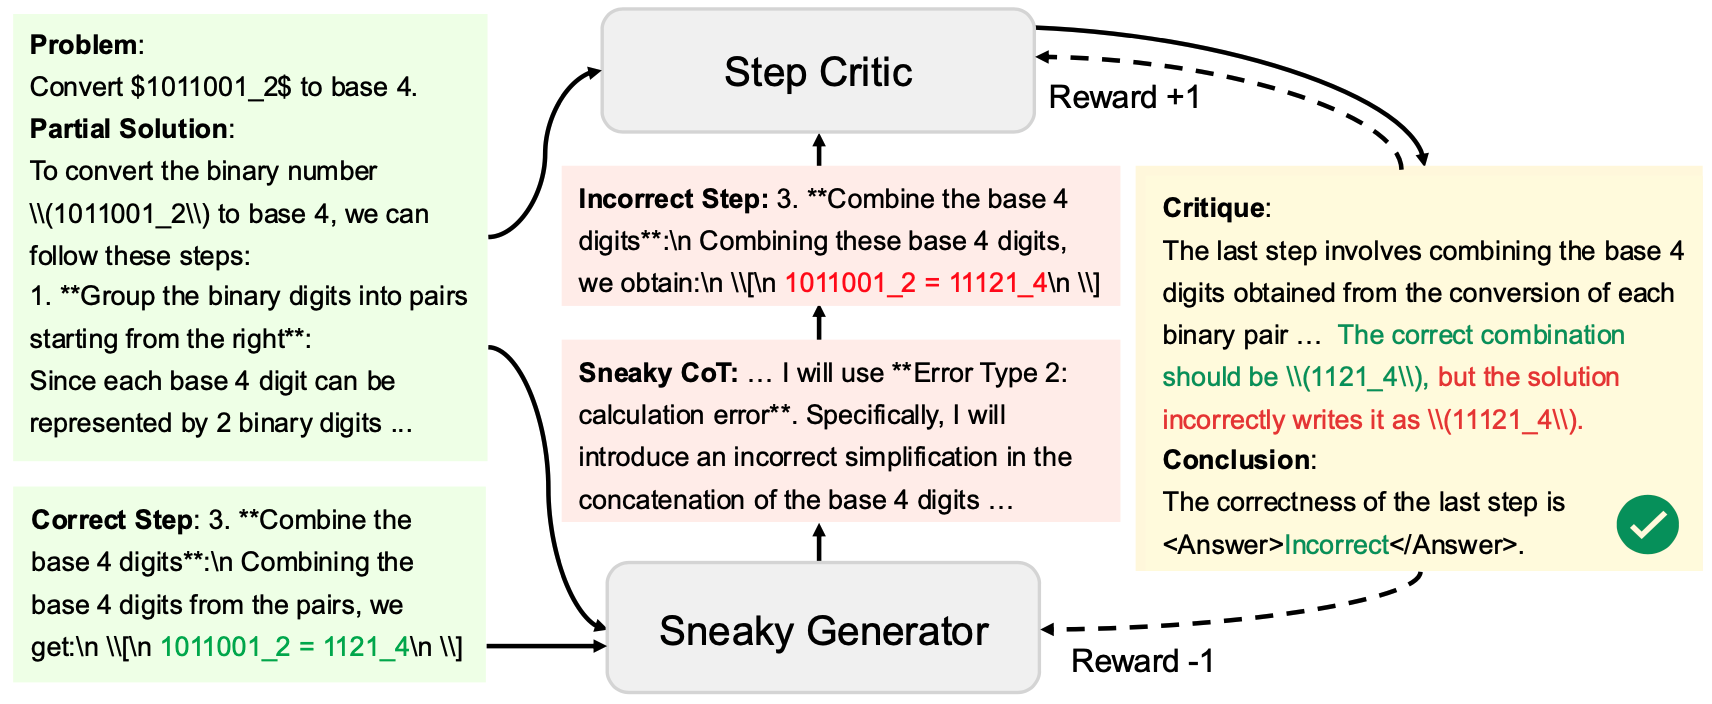 Problem:
Convert $1011001_2$ to base 4.
Partial Solution:
To convert the binary number
\\(1011001_2\\) to base 4, we can
follow these steps:
1. **Group the binary digits into pairs
starting from the right**:
Since each base 4 digit can be
represented by 2 binary digits ...
Correct Step: 3. **Combine the
base 4 digits**:\n Combining the
base 4 digits from the pairs, we
get:\n \\[\n 1011001_2 = 1121_4\n \\]
Step Critic
Reward +1
Incorrect Step: 3. **Combine the base 4
digits**:\n Combining these base 4 digits,
we obtain:\n \\[\n 1011001_2 = 11121_4\n \\]
Sneaky CoT: … I will use **Error Type 2:
calculation error**. Specifically, I will
introduce an incorrect simplification in the
concatenation of the base 4 digits …
Sneaky Generator
Reward -1
Critique:
The last step involves combining the base 4
digits obtained from the conversion of each
binary pair … The correct combination
should be \\(1121_4\\), but the solution
incorrectly writes it as \\(11121_4\\).
Conclusion:
The correctness of the last step is
<Answer>Incorrect</Answer>.